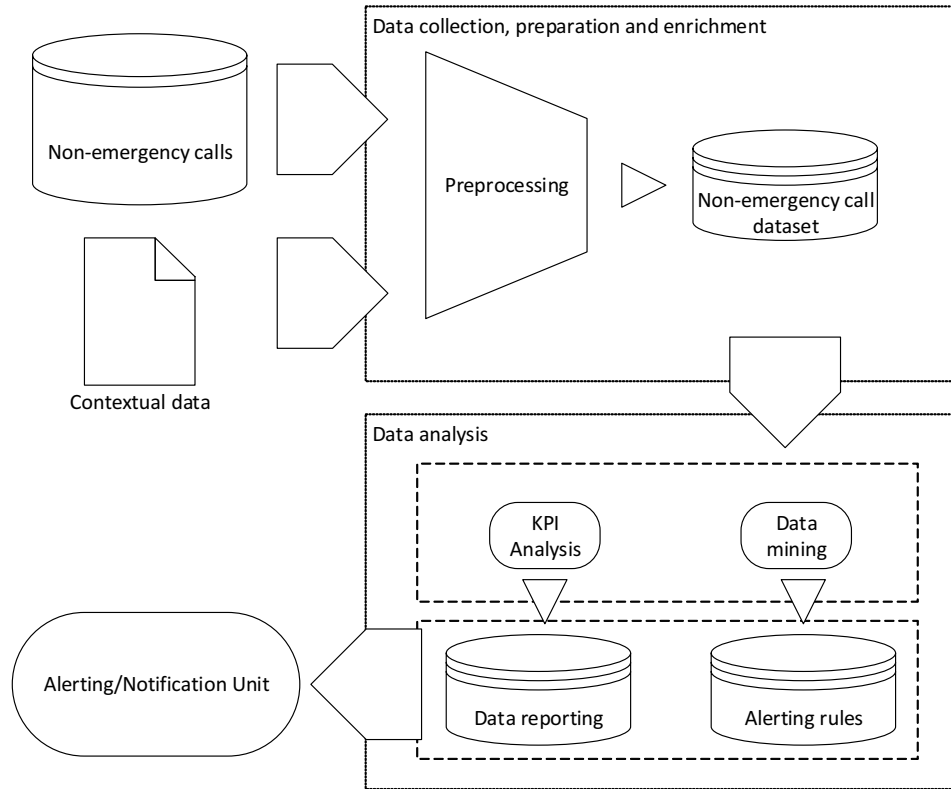 Data collection, preparation and enrichment
Non-emergency calls
Preprocessing
Non-emergency call
dataset
Contextual data
Data analysis
KPI
Analysis
Data
mining
Alerting/Notification Unit
Data reporting
Alerting rules